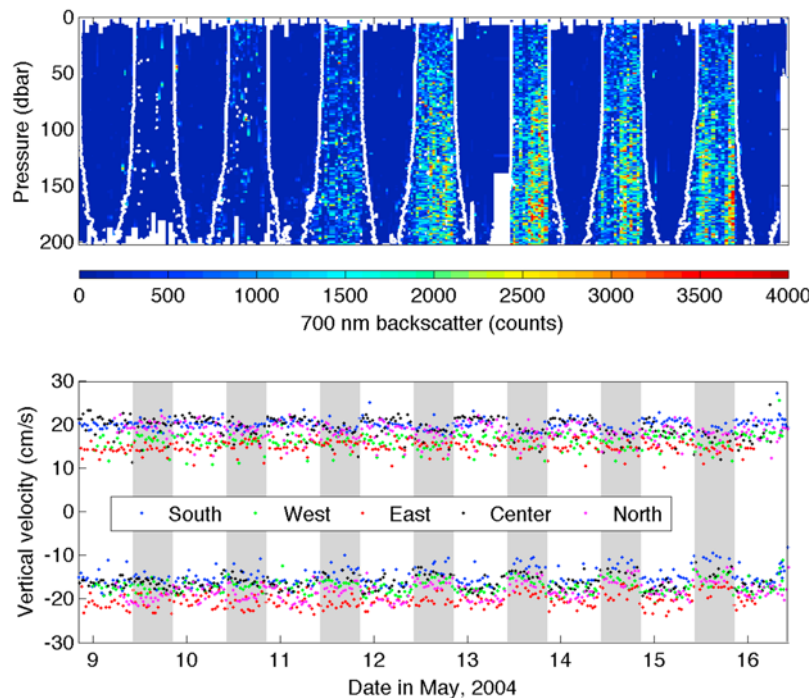 0
50
100
150
200
Pressure (dbar)
0 500 1000 1500 2000 2500 3000 3500 4000
700 nm backscatter (counts)
30
20
10
0
-10
-20
-30
Vertical velocity (cm/s)
South West East Center North
9 10 11 12 13 14 15 16
Date in May, 2004